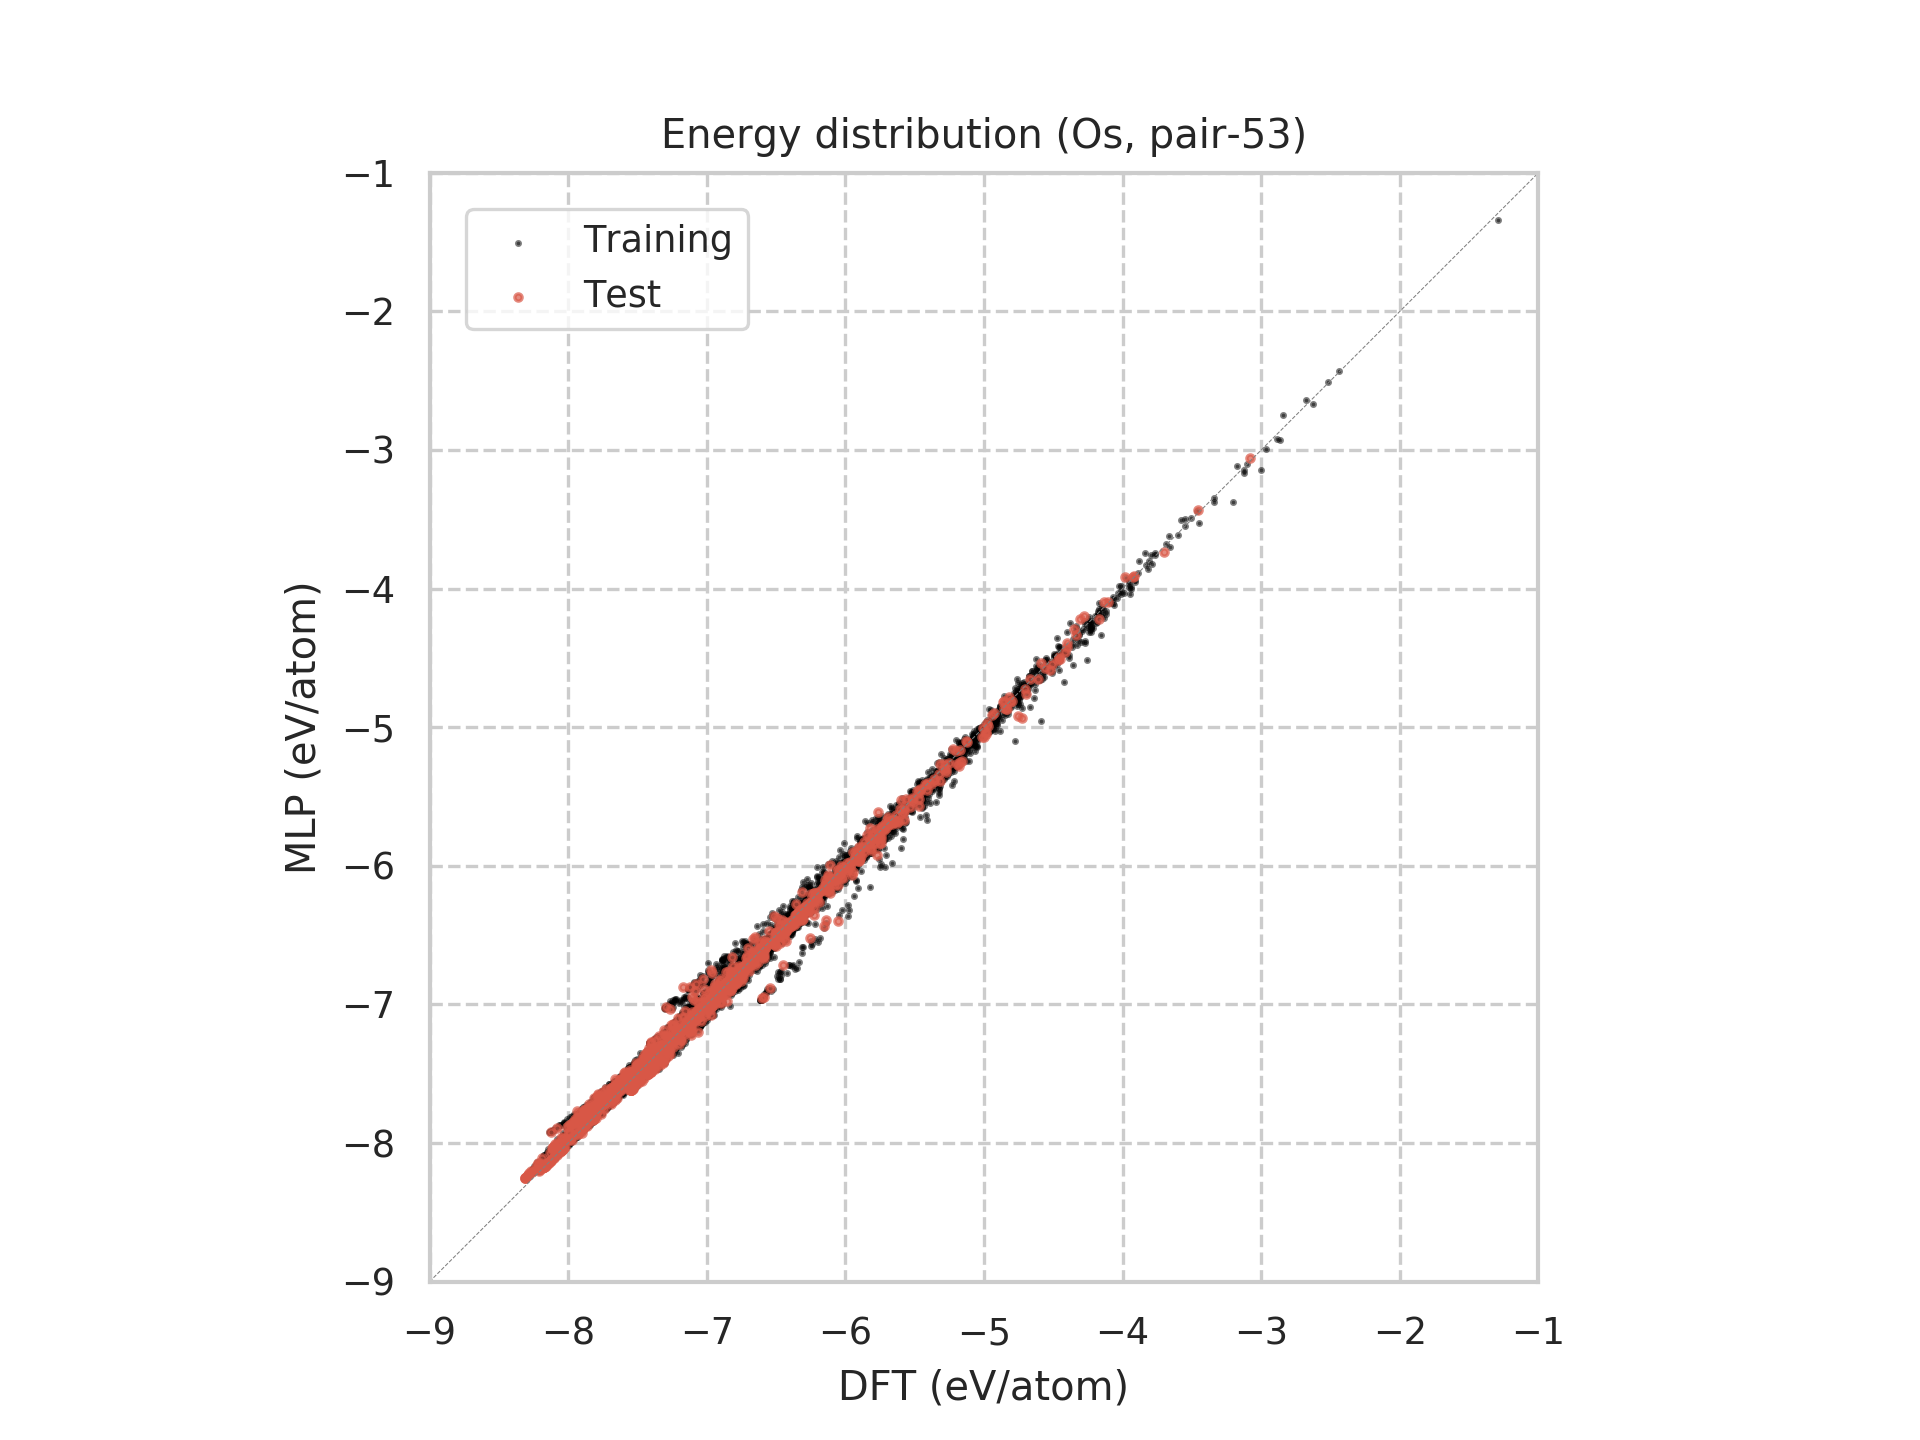 Energy distribution (Os, pair-53)
−1
Training
Test
−2
−3
−4
−5
−6
−7
−8
−9
MLP (eV/atom)
−9 −8 −7 −6 −5 −4 −3 −2 −1
DFT (eV/atom)